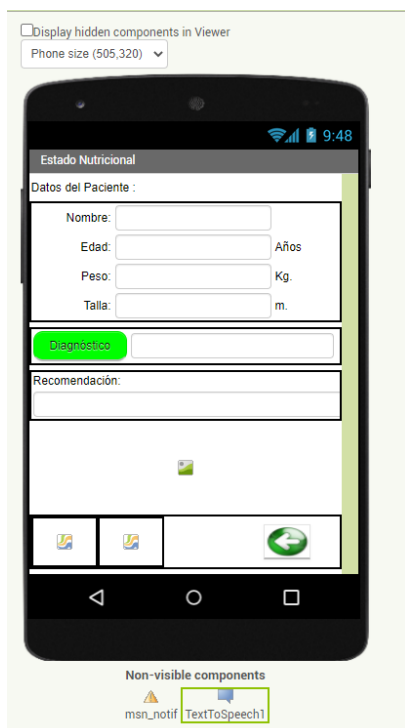 Display hidden components in Viewer
Phone size (505,320)
9:48
Estado Nutricional
Datos del Paciente :
Nombre:
Edad: Años
Peso: Kg.
Talla: m.
Diagnóstico
Recomendación:
Non-visible components
msn_notif TextToSpeech1